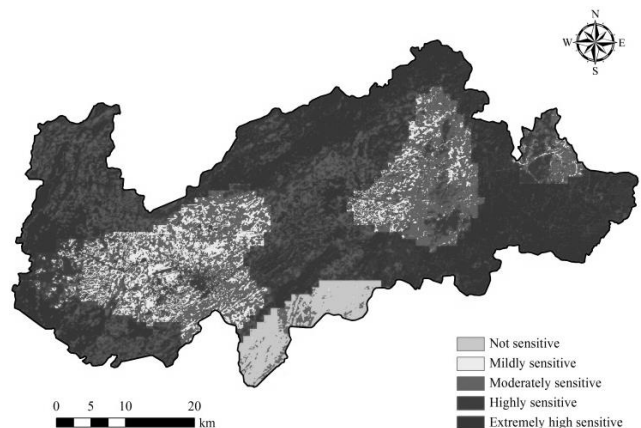 N
W E
S
Not sensitive
Mildly sensitive
Moderately sensitive
Highly sensitive
Extremely high sensitive
0 5 10 20
km